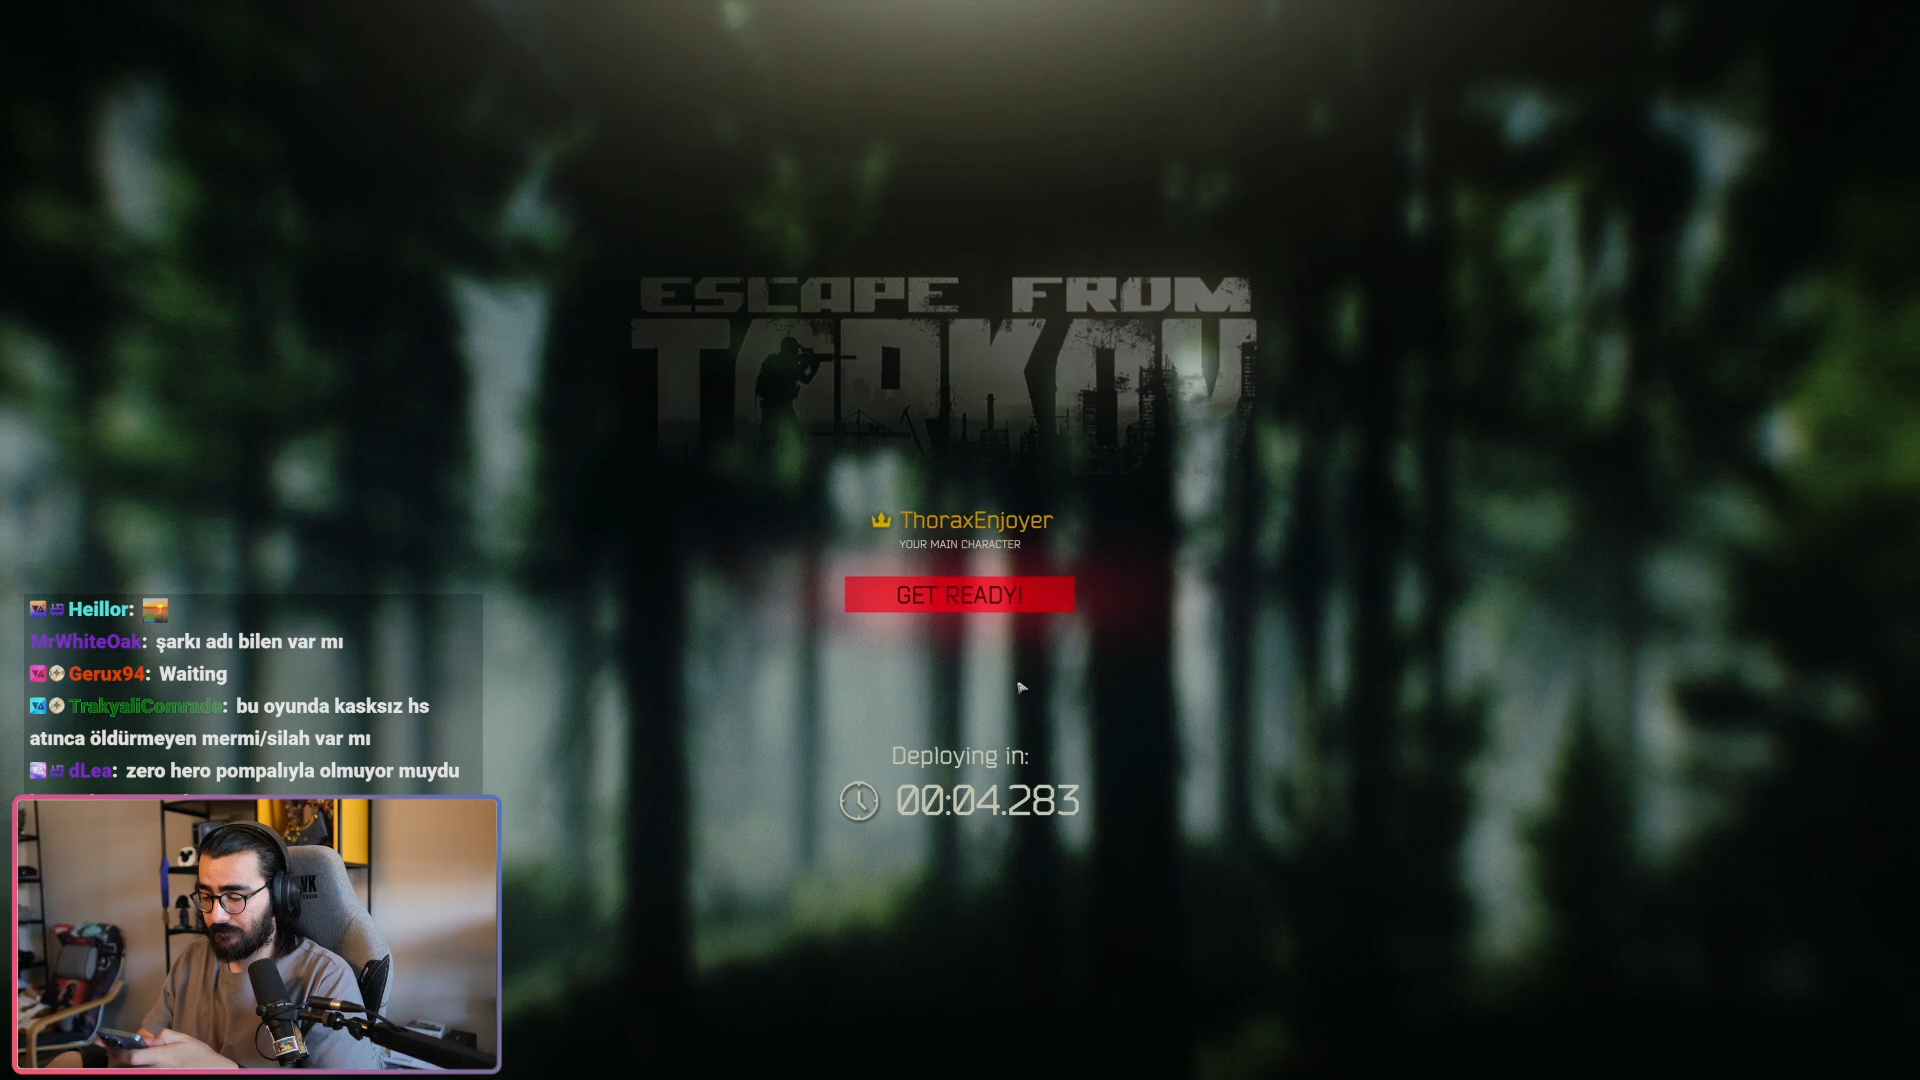 ESCAPE FROM
TARKOV
ThoraxEnjoyer
YOUR MAIN CHARACTER
GET READY!
Deploying in:
00:04.283
Heillor:
MrWhiteOak: şarkı adı bilen var mı
Gerux94: Waiting
TrakyaliComrade: bu oyunda kasksız hs
atınca öldürmeyen mermi/silah var mı
dLea: zero hero pompalıyla olmuyor muydu